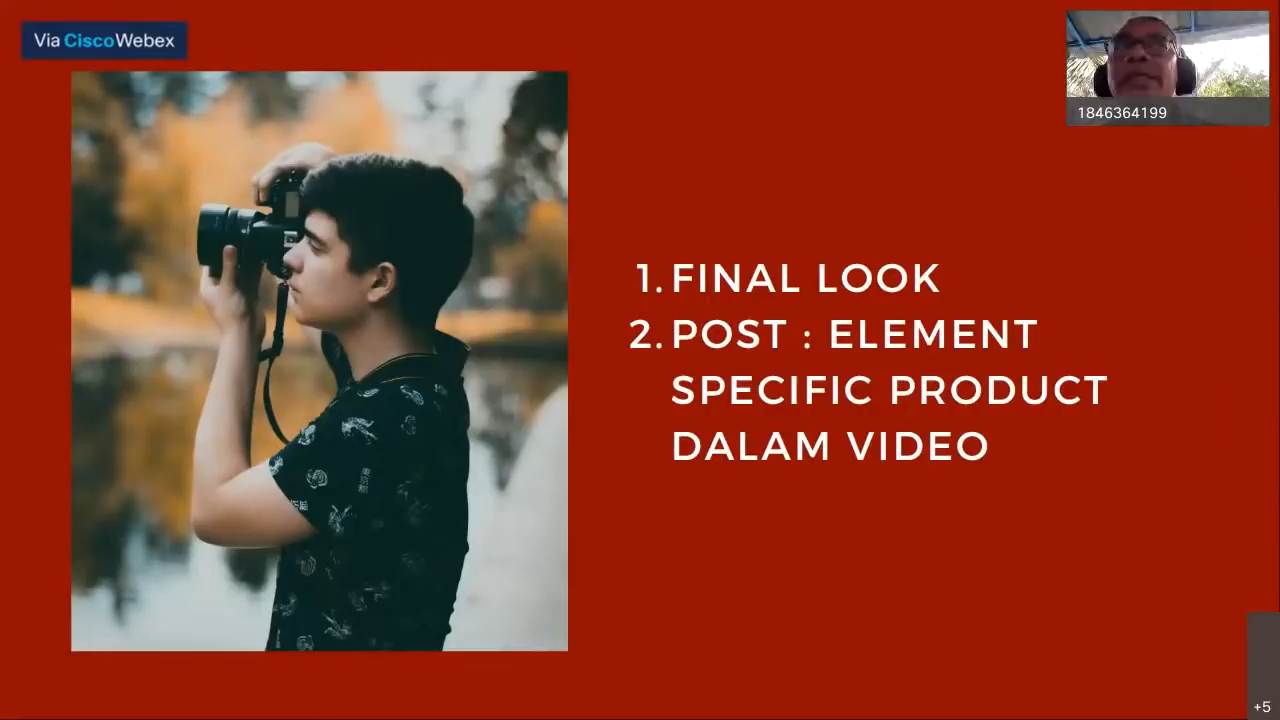 Via CiscoWebex
1846364199
1. FINAL LOOK
2. POST : ELEMENT
SPECIFIC PRODUCT
DALAM VIDEO
+5